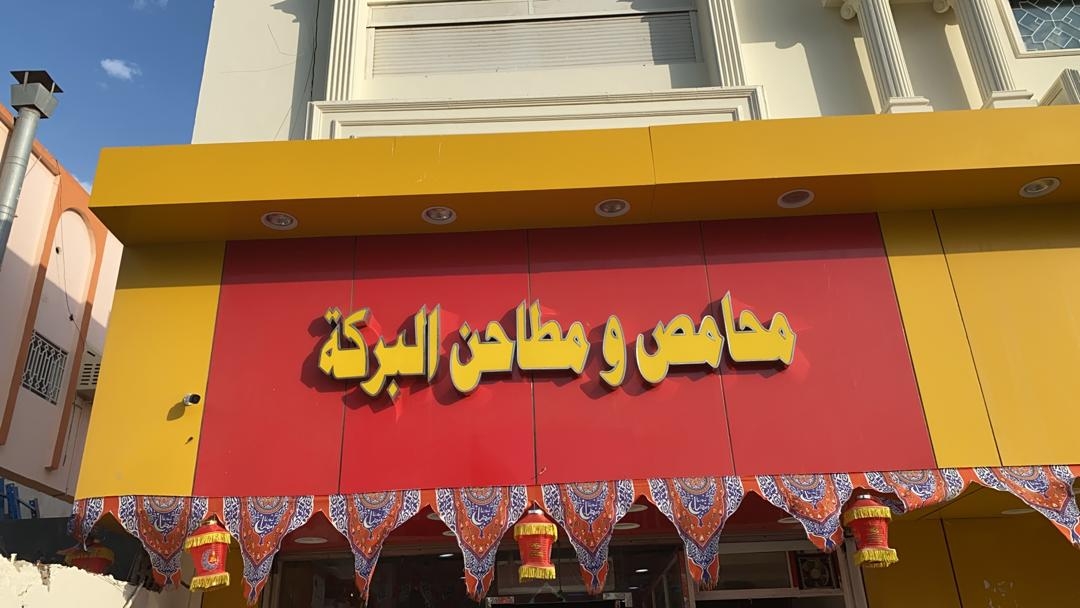 محامص و مطاحن البركة